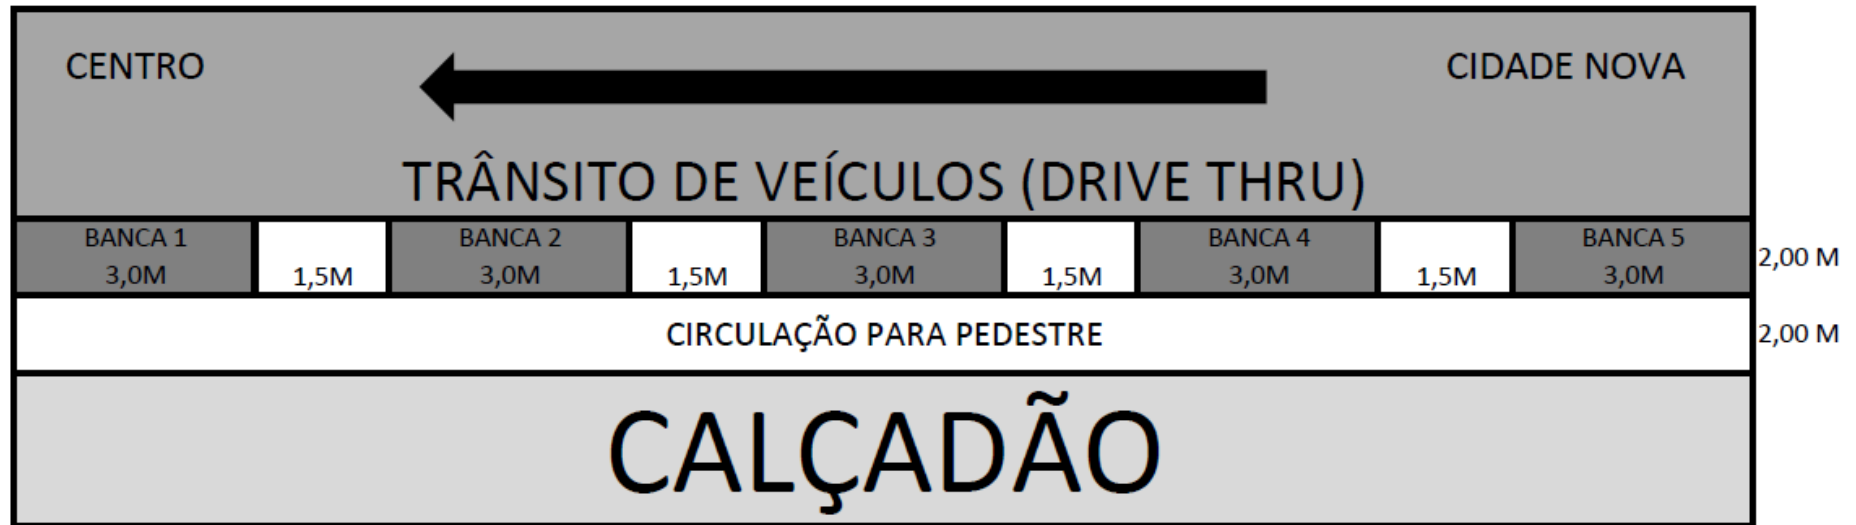 CENTRO
CIDADE NOVA
TRÂNSITO DE VEÍCULOS (DRIVE THRU)
BANCA 1
3,0M
1,5M
BANCA 2
3,0M
1,5M
BANCA 3
3,0M
1,5M
BANCA 4
3,0M
1,5M
BANCA 5
3,0M
2,00 M
CIRCULAÇÃO PARA PEDESTRE
2,00 M
CALÇADÃO